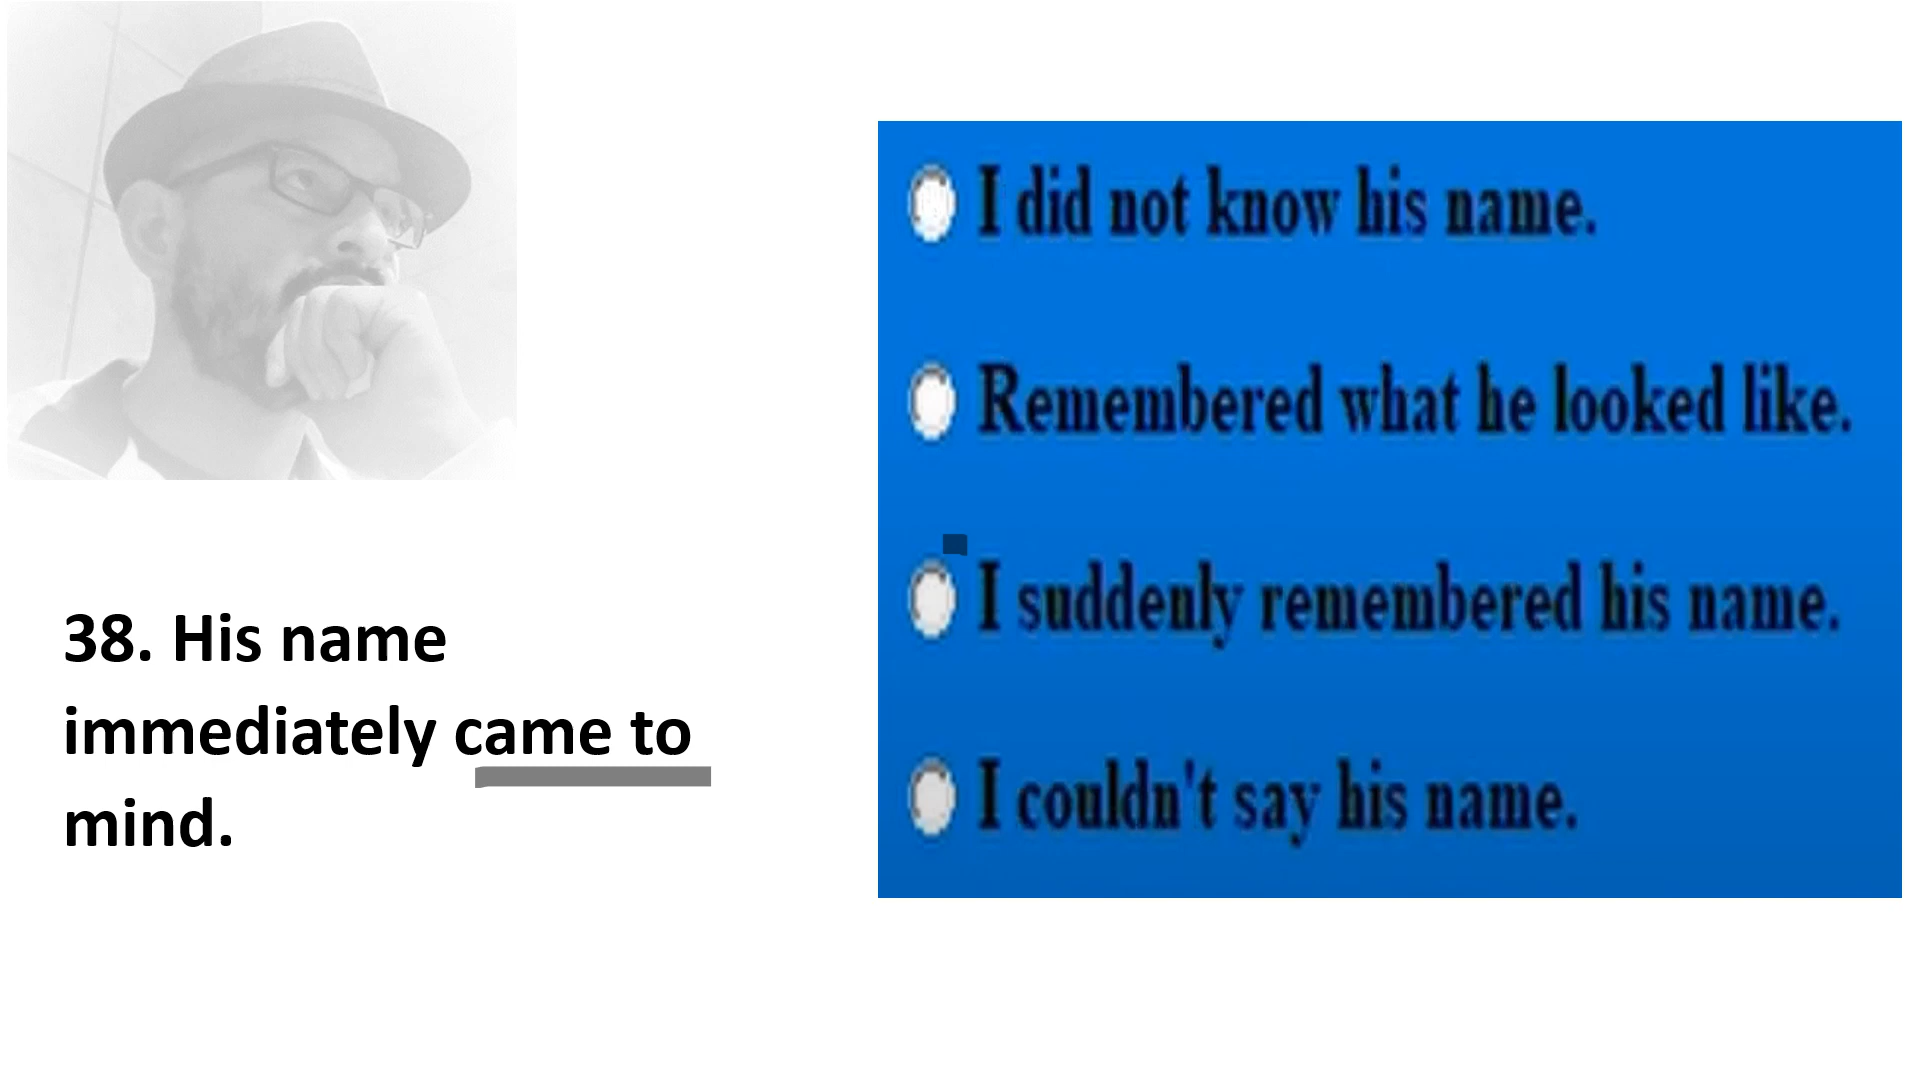 38. His name
immediately came to
mind.
I did not know his name.
Remembered what he looked like.
I suddenly remembered his name.
I couldn't say his name.